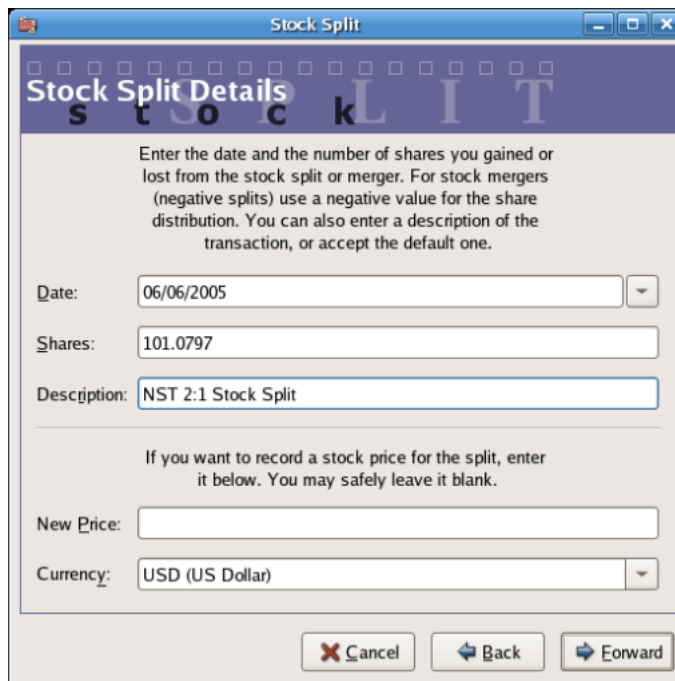 Stock Split
Stock Split Details
s t o c k
S P L I T
Enter the date and the number of shares you gained or
lost from the stock split or merger. For stock mergers
(negative splits) use a negative value for the share
distribution. You can also enter a description of the
transaction, or accept the default one.
Date: 06/06/2005
Shares: 101.0797
Description: NST 2:1 Stock Split
If you want to record a stock price for the split, enter
it below. You may safely leave it blank.
New Price:
Currency: USD (US Dollar)
Cancel Back Forward